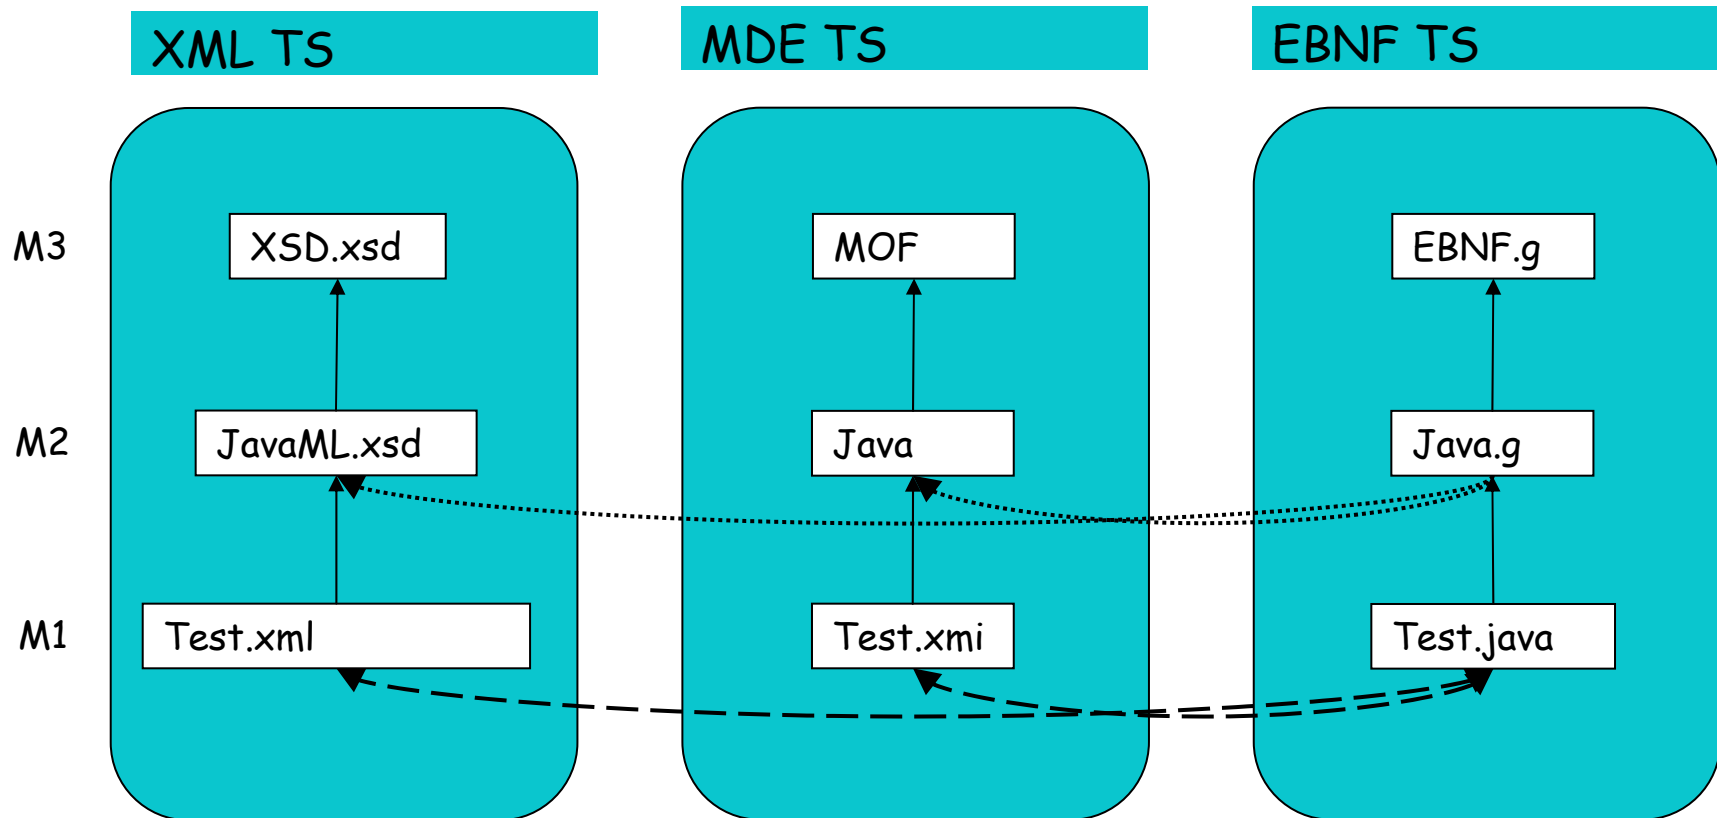 XML TS
MDE TS
EBNF TS
M3
XSD.xsd
MOF
EBNF.g
M2
JavaML.xsd
Java
Java.g
M1
Test.xml
Test.xmi
Test.java